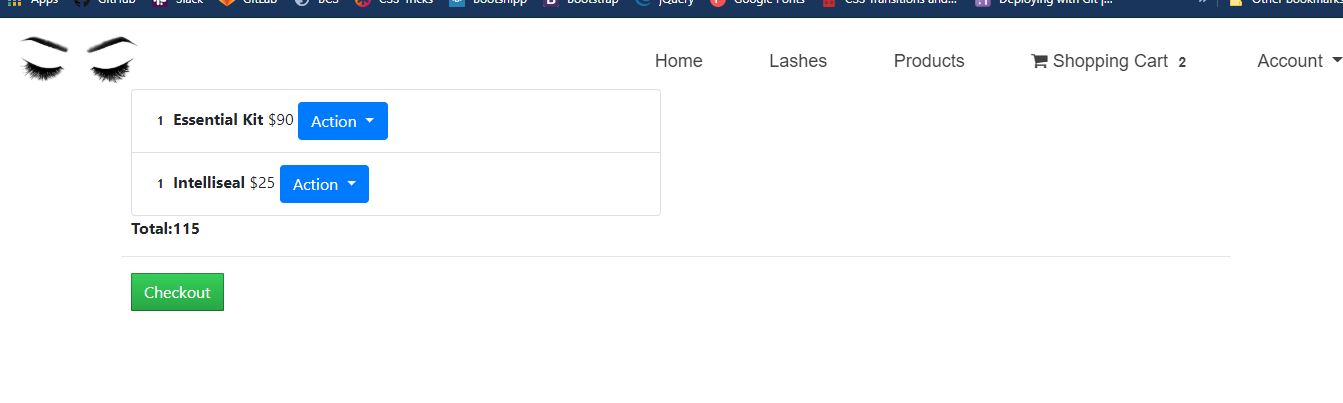 Apps GitHub Slack GitLab BCS CSS-Tricks Bootsnipp Bootstrap jQuery Google Fonts CSS Transitions and... Deploying with Git |... » Other bookmarks
Home Lashes Products Shopping Cart 2 Account
1 Essential Kit $90 Action
1 Intelliseal $25 Action
Total:115
Checkout